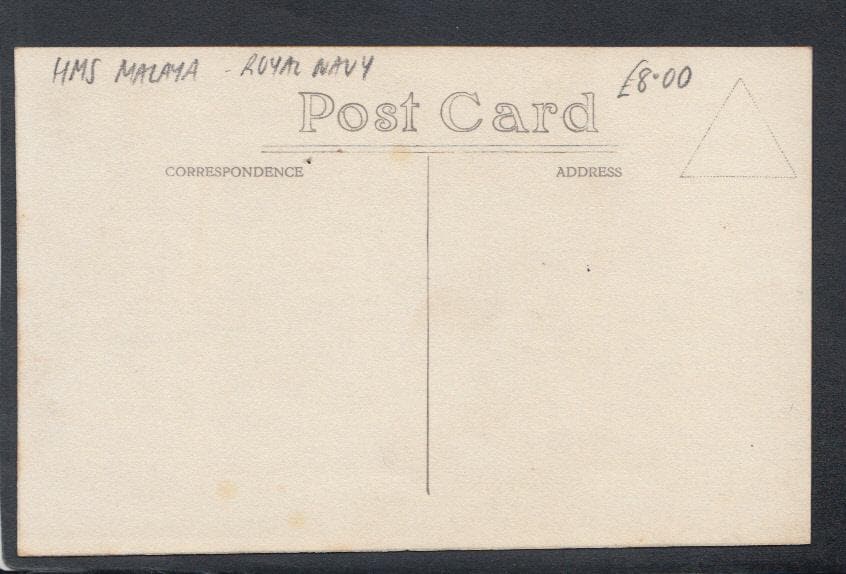 HMS MALAYA - ROYAL NAVY
£8.00
Post Card
CORRESPONDENCE
ADDRESS